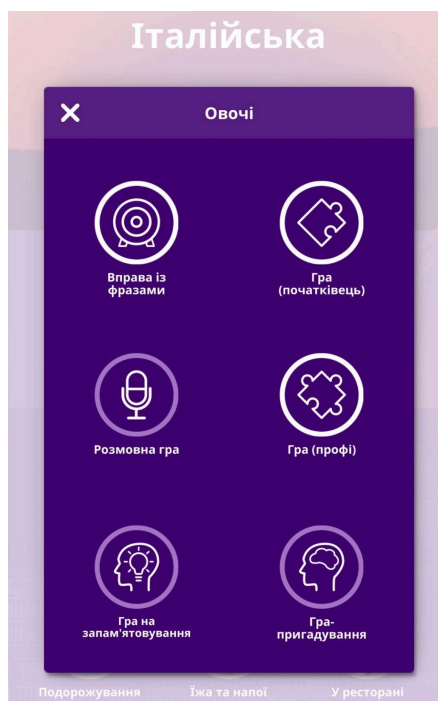 Італійська
Овочі
Вправа із
фразами
Гра
(початківець)
Розмовна гра
Гра (профі)
Гра на
запам'ятовування
Гра-
пригадування
Подорожування
Їжа та напої
У ресторані